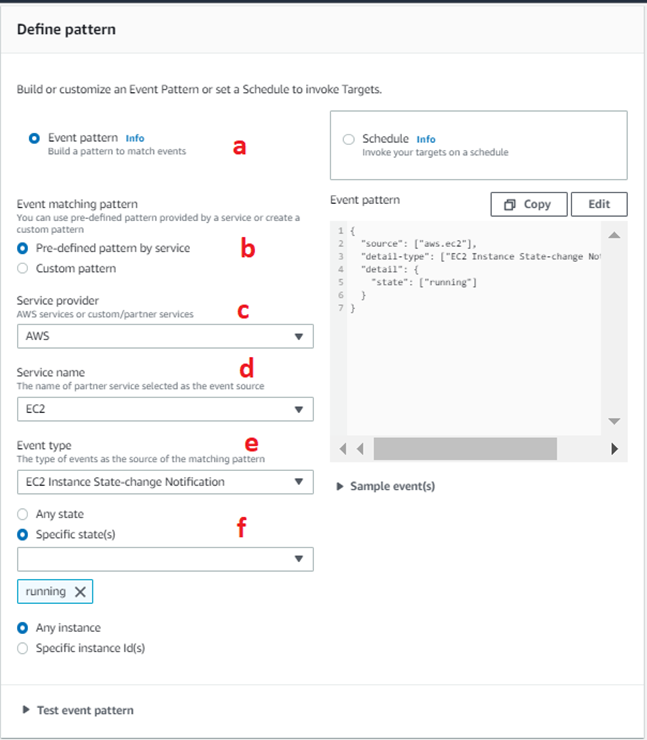 Define pattern
Build or customize an Event Pattern or set a Schedule to invoke Targets.
Event pattern Info
Build a pattern to match events
a
Schedule Info
Invoke your targets on a schedule
Event matching pattern
You can use pre-defined pattern provided by a service or create a
custom pattern
Pre-defined pattern by service
b
Custom pattern
Service provider
AWS services or custom/partner services
c
AWS
Service name
d
The name of partner service selected as the event source
EC2
Event type
e
The type of events as the source of the matching pattern
EC2 Instance State-change Notification
Any state
Specific state(s)
f
running
Any instance
Specific instance Id(s)
Event pattern
Copy
Edit
1 {
2 "source": ["aws.ec2"],
3 "detail-type": ["EC2 Instance State-change No
4 "detail": {
5 "state": ["running"]
6 }
7 }
Sample event(s)
Test event pattern